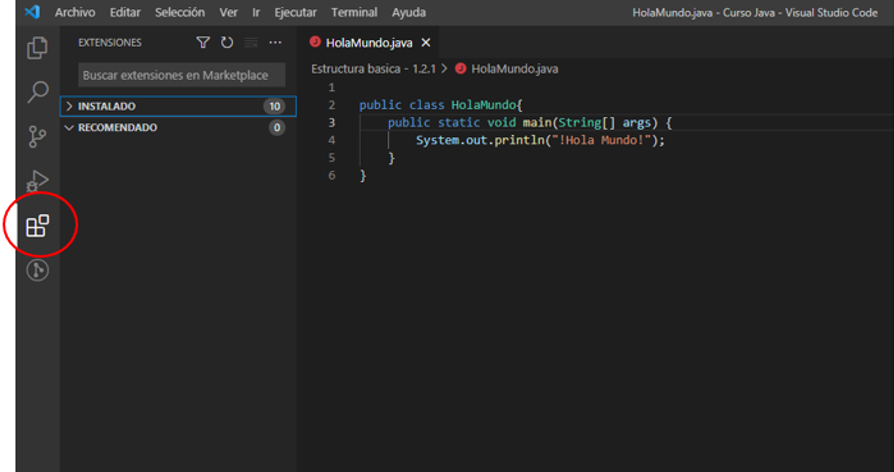 Archivo Editar Selección Ver Ir Ejecutar Terminal Ayuda
HolaMundo.java - Curso Java - Visual Studio Code
EXTENSIONES
Buscar extensiones en Marketplace
INSTALADO 10
RECOMENDADO 0
HolaMundo.java
Estructura basica - 1.2.1 > HolaMundo.java
1
2 public class HolaMundo{
3 public static void main(String[] args) {
4 System.out.println("!Hola Mundo!");
5 }
6 }